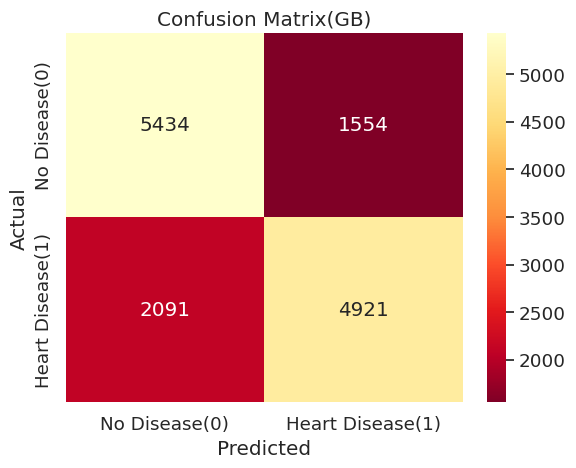 Confusion Matrix(GB)
Actual
No Disease(0)
Heart Disease(1)
5434
1554
2091
4921
No Disease(0)
Heart Disease(1)
Predicted
5000
4500
4000
3500
3000
2500
2000